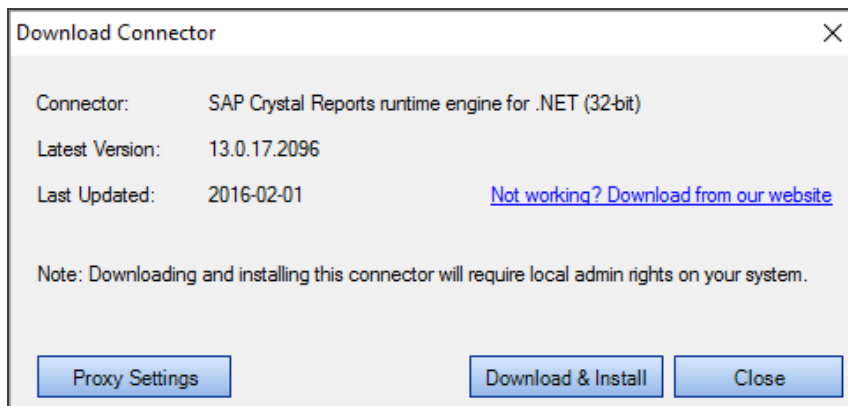 Download Connector
Connector: SAP Crystal Reports runtime engine for .NET (32-bit)
Latest Version: 13.0.17.2096
Last Updated: 2016-02-01 Not working? Download from our website
Note: Downloading and installing this connector will require local admin rights on your system.
Proxy Settings Download & Install Close